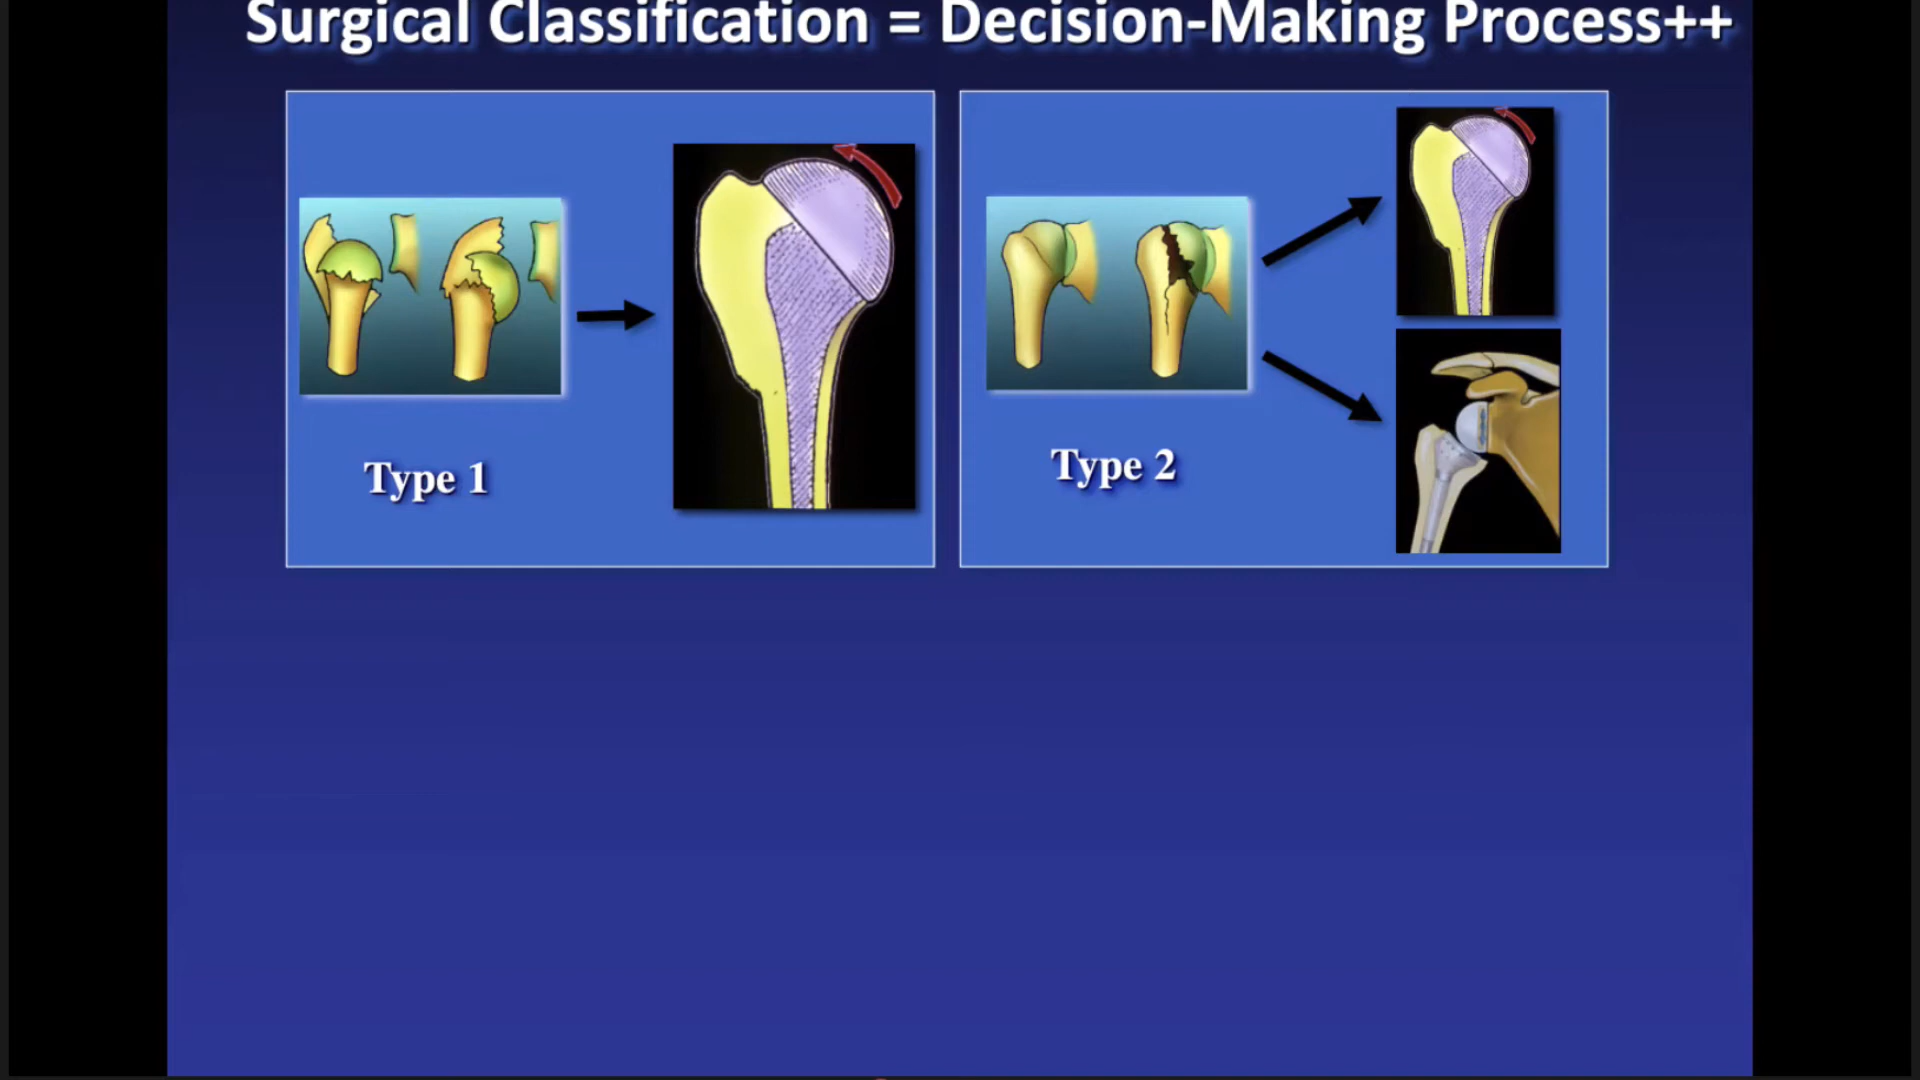 Surgical Classification = Decision-Making Process++
Type 1
Type 2